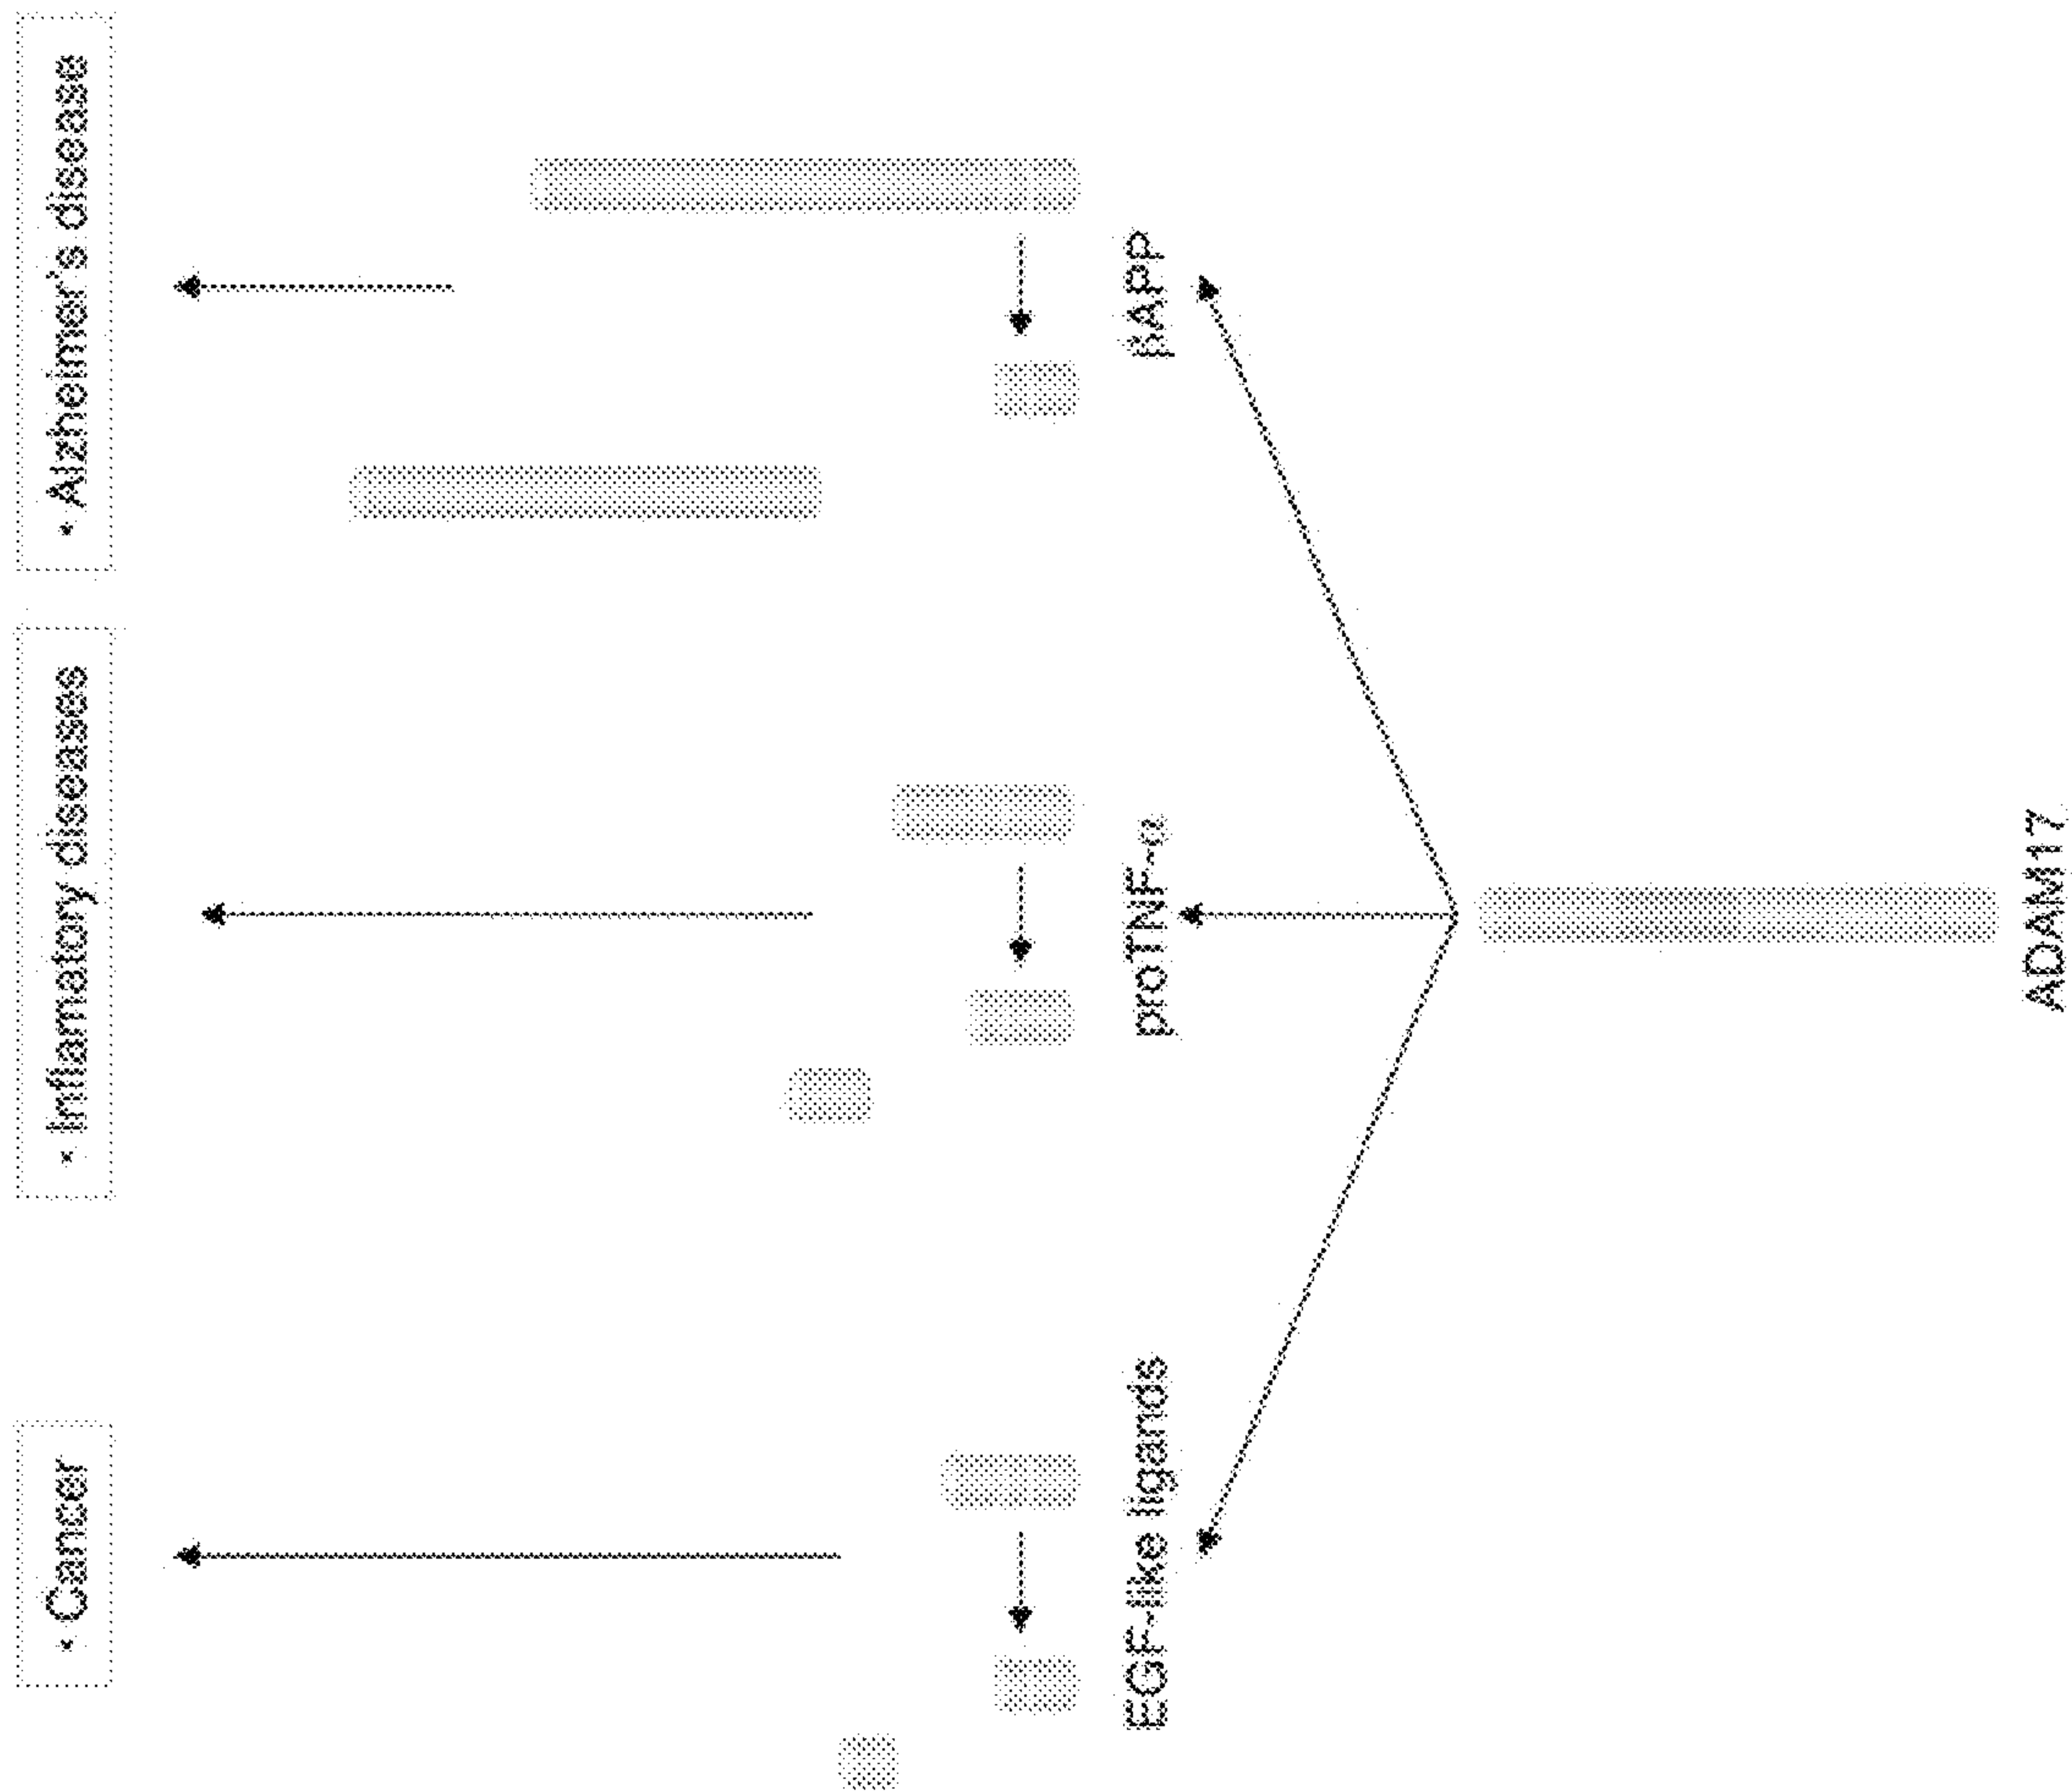 • Cancer
• Inflamatory diseases
• Alzheimer's disease
EGF-like ligands
proTNF-α
βAPP
ADAM17